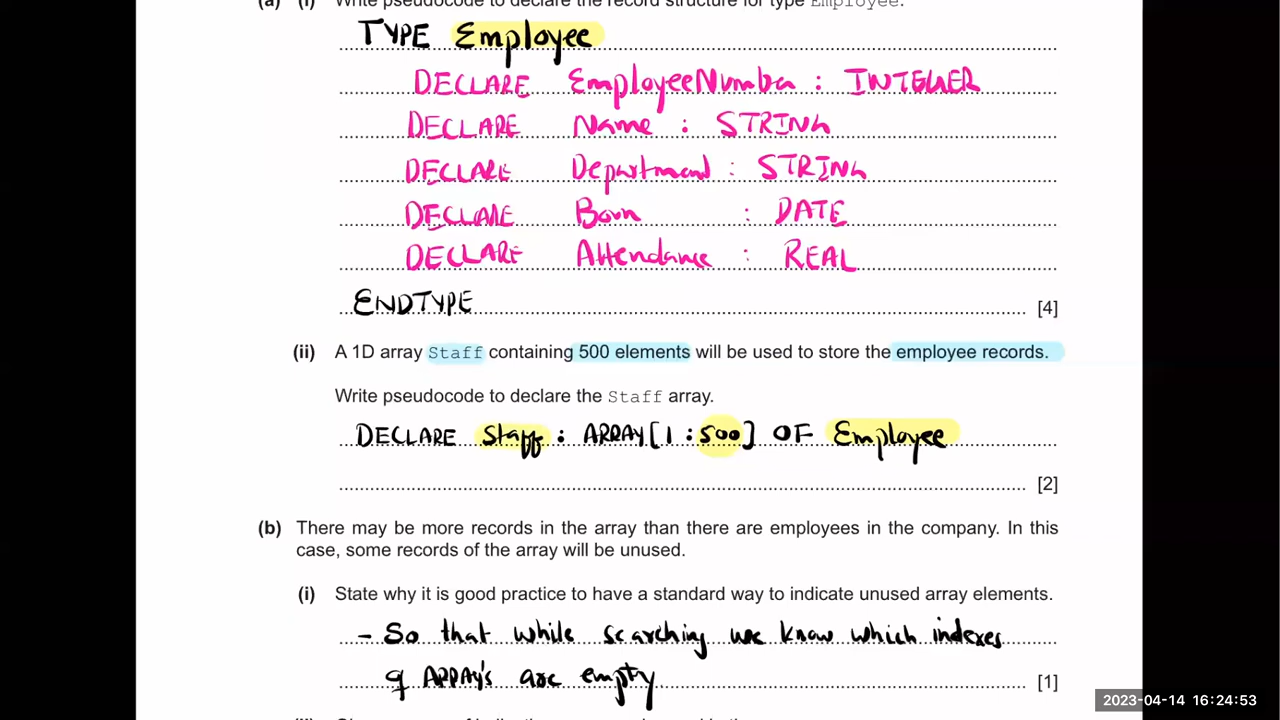 (a) (i) Write pseudocode to declare the record structure for type Employee.
TYPE Employee
DECLARE EmployeeNumber : INTEGER
DECLARE Name : STRING
DECLARE Department : STRING
DECLARE Born : DATE
DECLARE Attendance : REAL
ENDTYPE [4]
(ii) A 1D array Staff containing 500 elements will be used to store the employee records.
Write pseudocode to declare the Staff array.
DECLARE Staff : ARRAY[1:500] OF Employee
[2]
(b) There may be more records in the array than there are employees in the company. In this
case, some records of the array will be unused.
(i) State why it is good practice to have a standard way to indicate unused array elements.
- So that while searching we know which indexes
of ARRAY's are empty [1]
2023-04-14 16:24:53